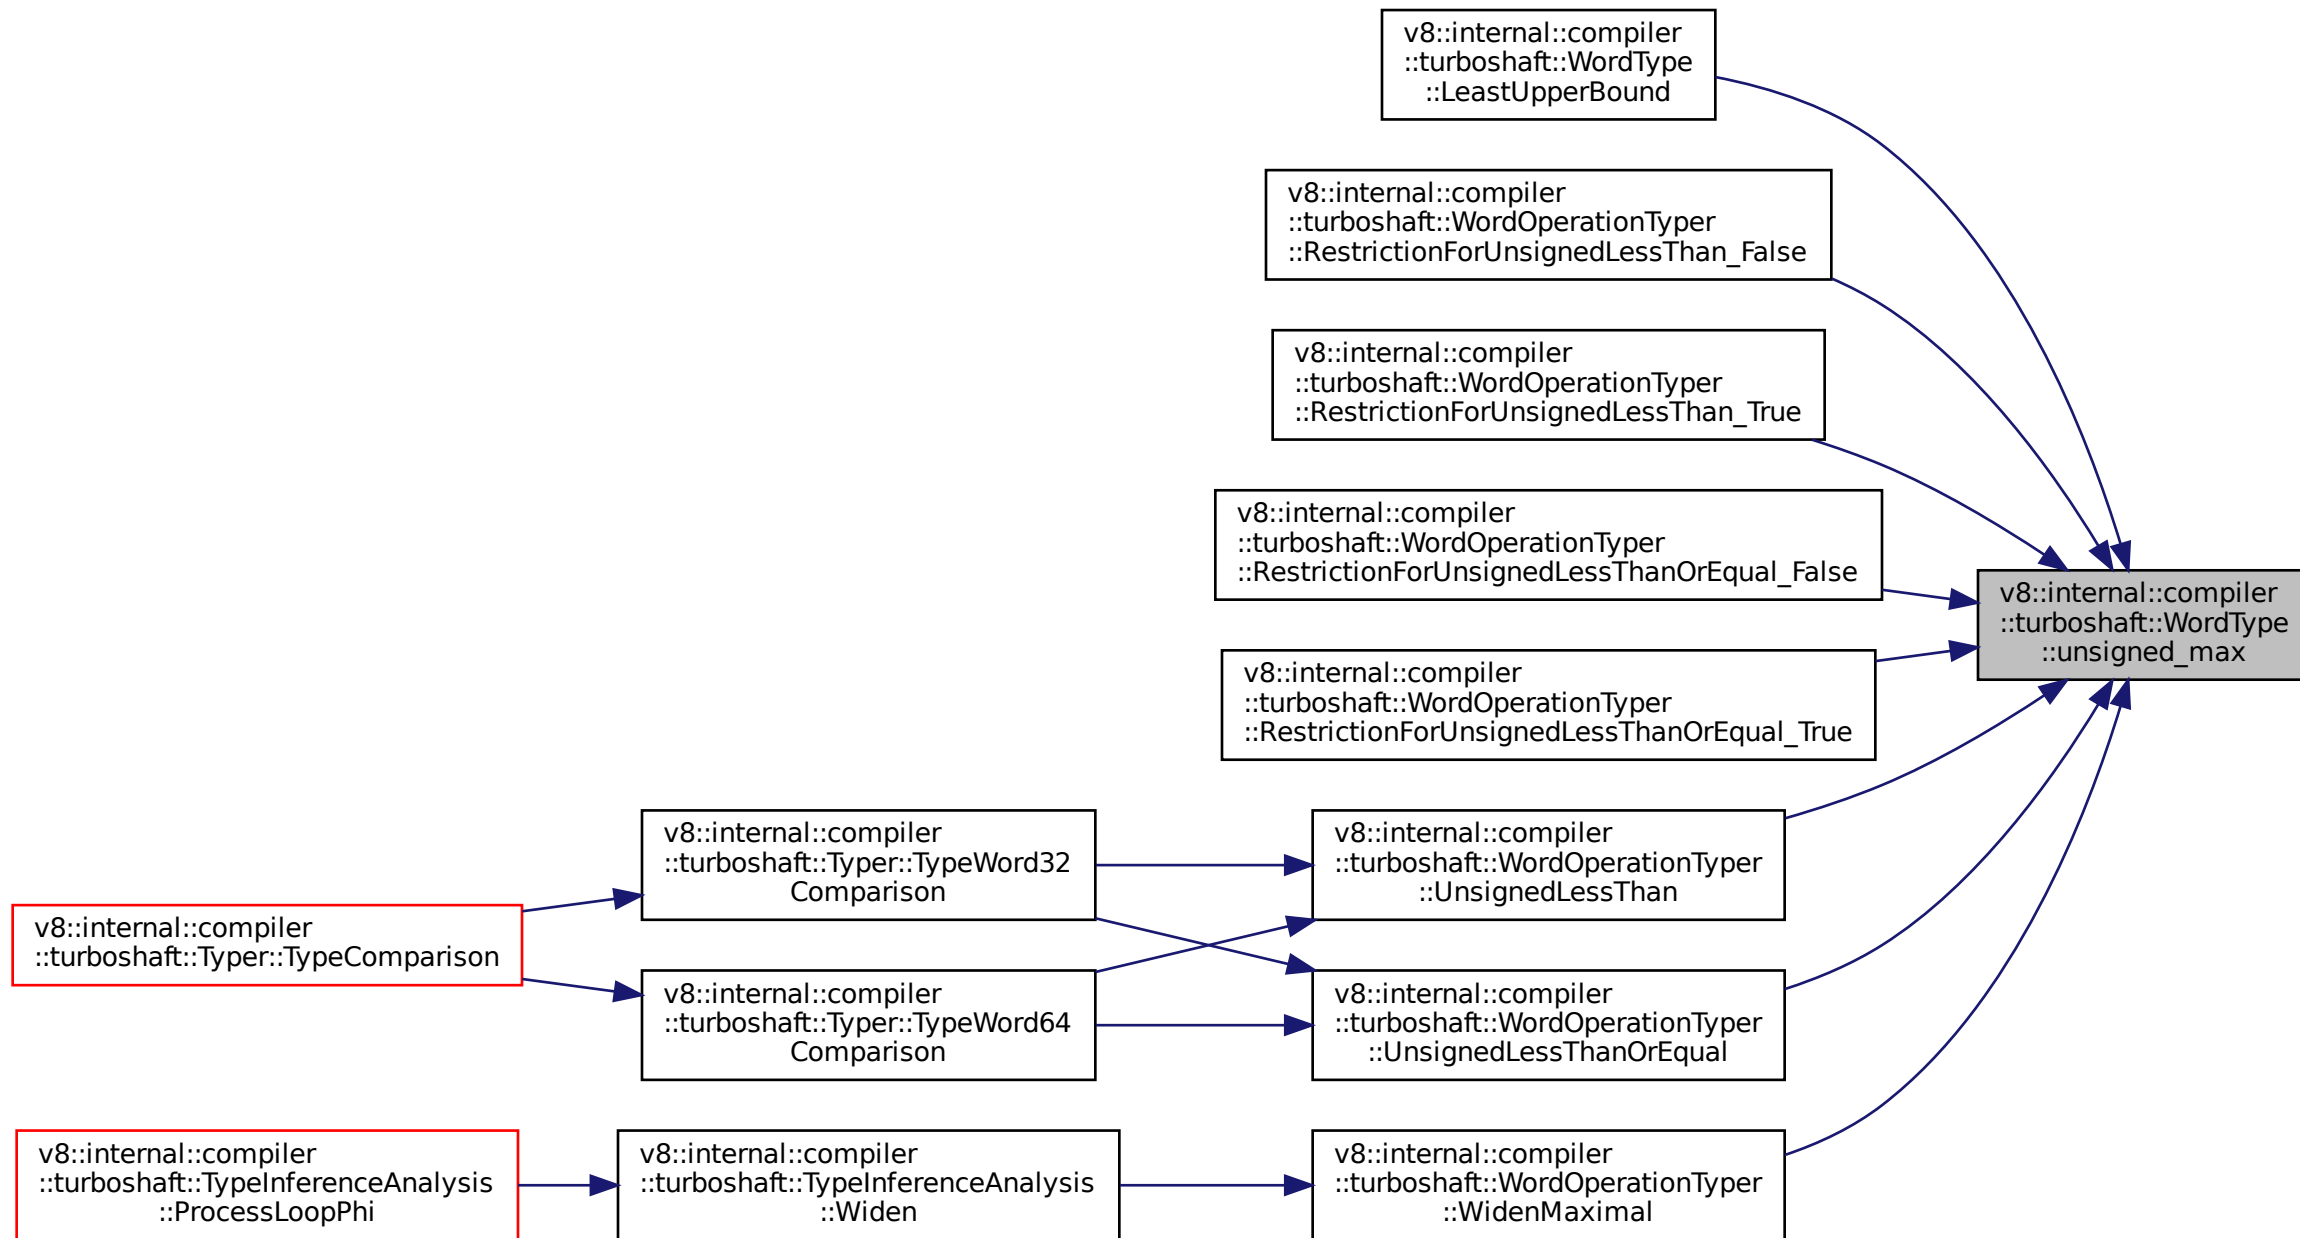 v8::internal::compiler
::turboshaft::WordType
::LeastUpperBound
v8::internal::compiler
::turboshaft::WordOperationTyper
::RestrictionForUnsignedLessThan_False
v8::internal::compiler
::turboshaft::WordOperationTyper
::RestrictionForUnsignedLessThan_True
v8::internal::compiler
::turboshaft::WordOperationTyper
::RestrictionForUnsignedLessThanOrEqual_False
v8::internal::compiler
::turboshaft::WordType
::unsigned_max
v8::internal::compiler
::turboshaft::WordOperationTyper
::RestrictionForUnsignedLessThanOrEqual_True
v8::internal::compiler
::turboshaft::Typer::TypeWord32
Comparison
v8::internal::compiler
::turboshaft::WordOperationTyper
::UnsignedLessThan
v8::internal::compiler
::turboshaft::Typer::TypeComparison
v8::internal::compiler
::turboshaft::Typer::TypeWord64
Comparison
v8::internal::compiler
::turboshaft::WordOperationTyper
::UnsignedLessThanOrEqual
v8::internal::compiler
::turboshaft::TypeInferenceAnalysis
::ProcessLoopPhi
v8::internal::compiler
::turboshaft::TypeInferenceAnalysis
::Widen
v8::internal::compiler
::turboshaft::WordOperationTyper
::WidenMaximal